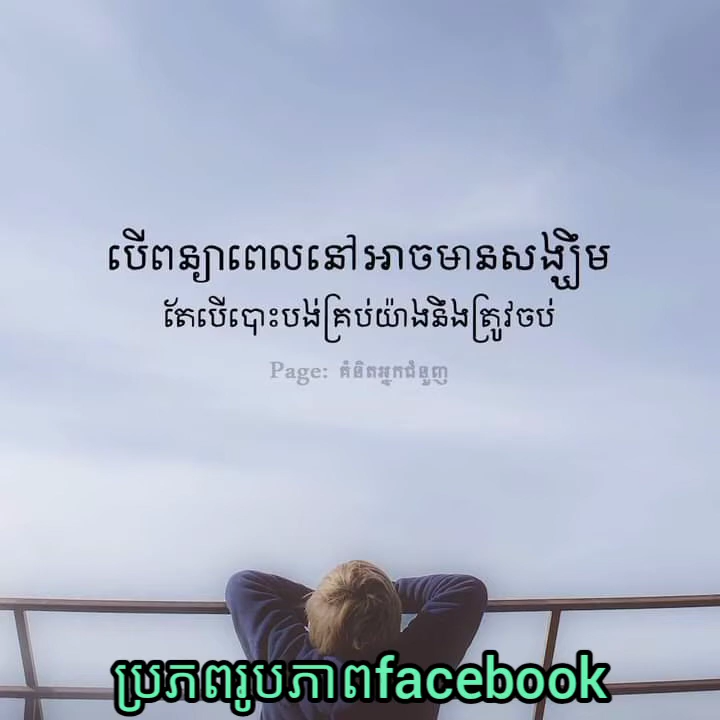 បើពន្យាពេលនៅអាចមានសង្ឃឹម
តែបើបោះបង់គ្រប់យ៉ាងនឹងត្រូវចប់
Page: គំនិតអ្នកជំនួញ
ប្រភពរូបភាពfacebook